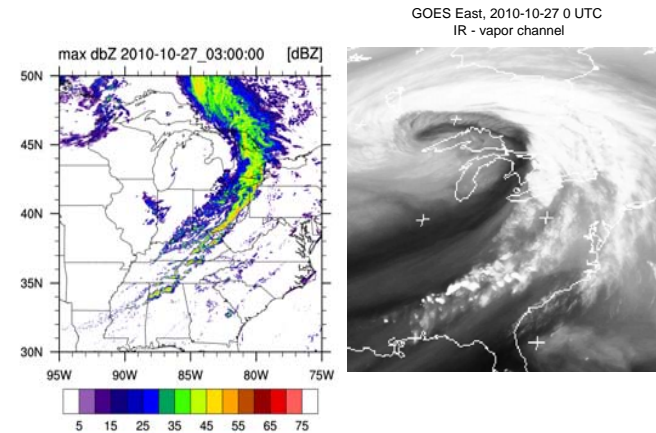 GOES East, 2010-10-27 0 UTC
IR - vapor channel
max dbZ 2010-10-27_03:00:00 [dBZ]
50N
45N
40N
35N
30N
95W 90W 85W 80W 75W
5 15 25 35 45 55 65 75